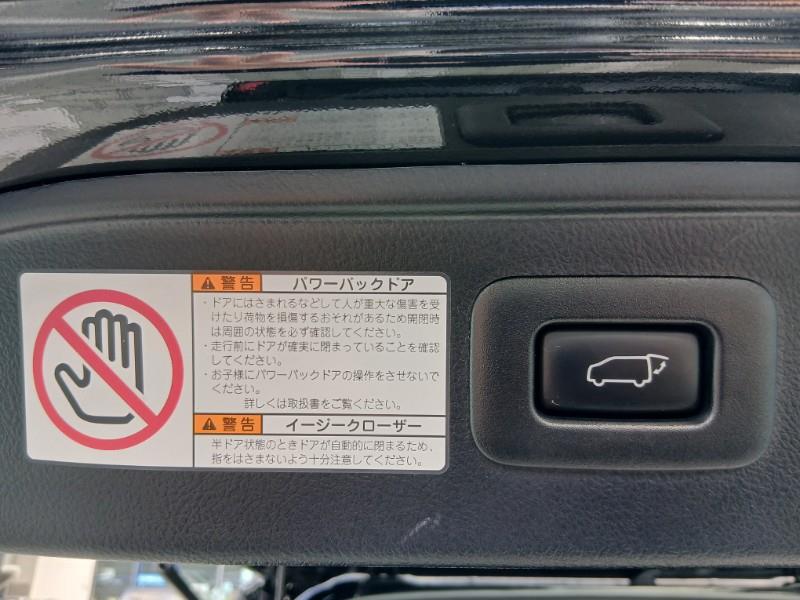 警告 パワーバックドア
・ドアにはさまれるなどして人が重大な傷害を受
けたり荷物を損傷するおそれがあるため開閉時
は周囲の状態を必ず確認してください。
・走行前にドアが確実に閉まっていることを確認
してください。
・お子様にパワーバックドアの操作をさせないで
ください。
詳しくは取扱書をご覧ください。
警告 イージークローザー
半ドア状態のときドアが自動的に閉まるため、
指をはさまないよう十分注意してください。